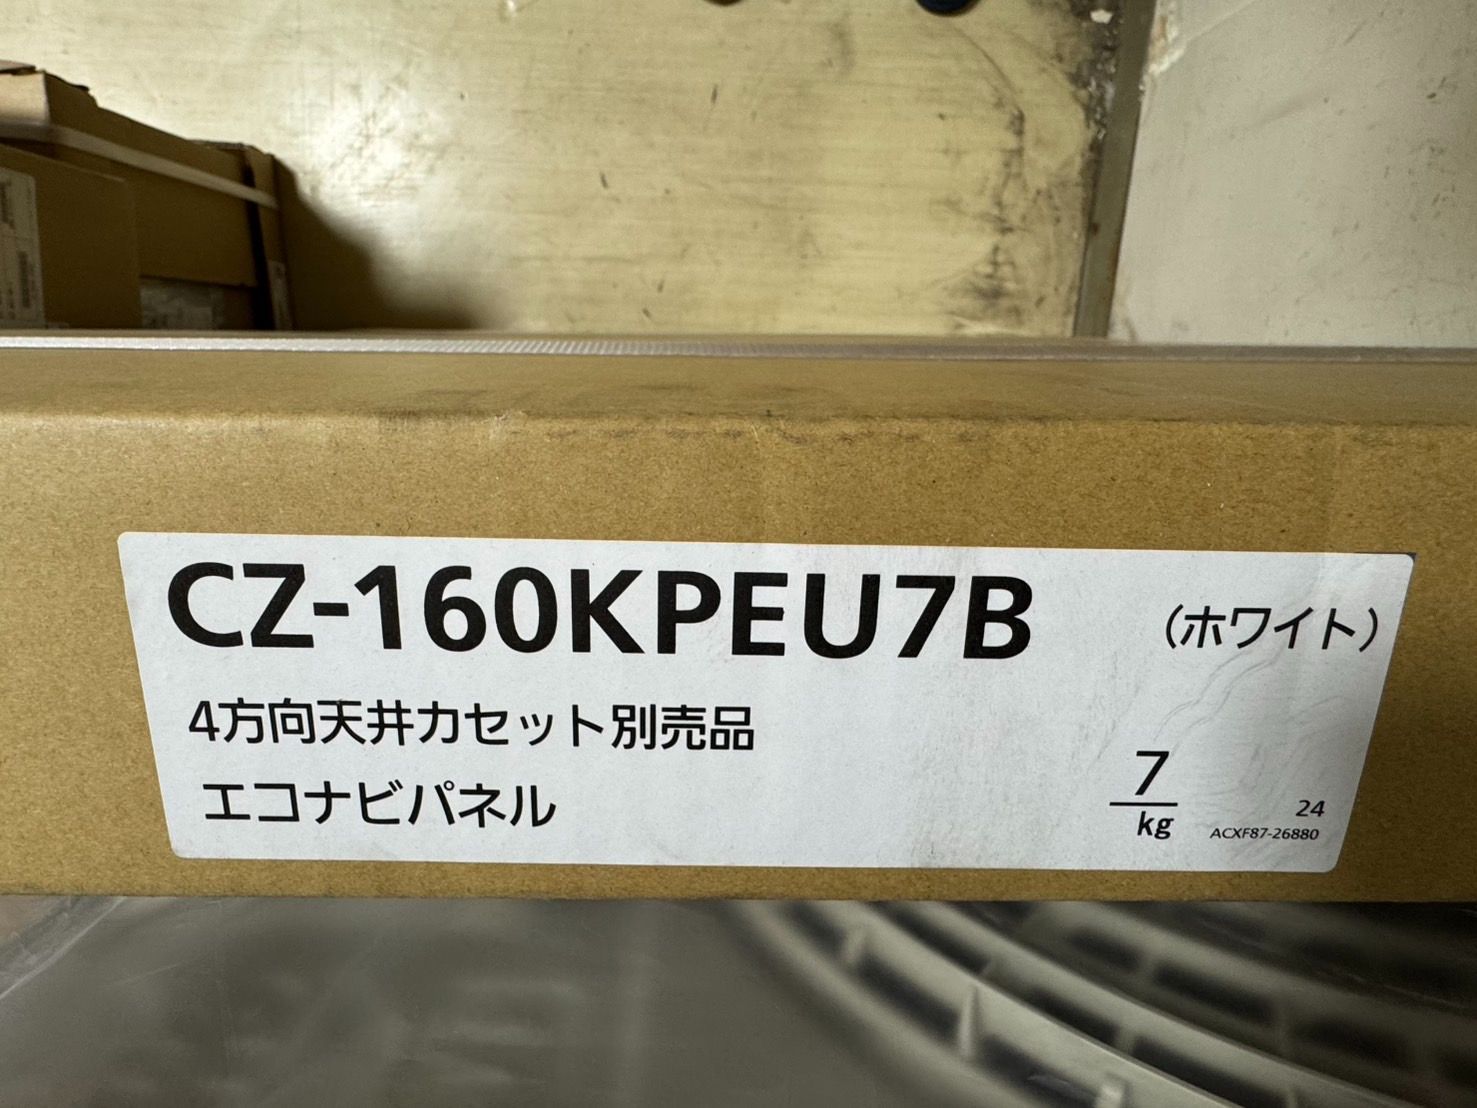 CZ-160KPEU7B (ホワイト)
4方向天井カセット別売品
エコナビパネル
7
kg
24
ACXF87-26880